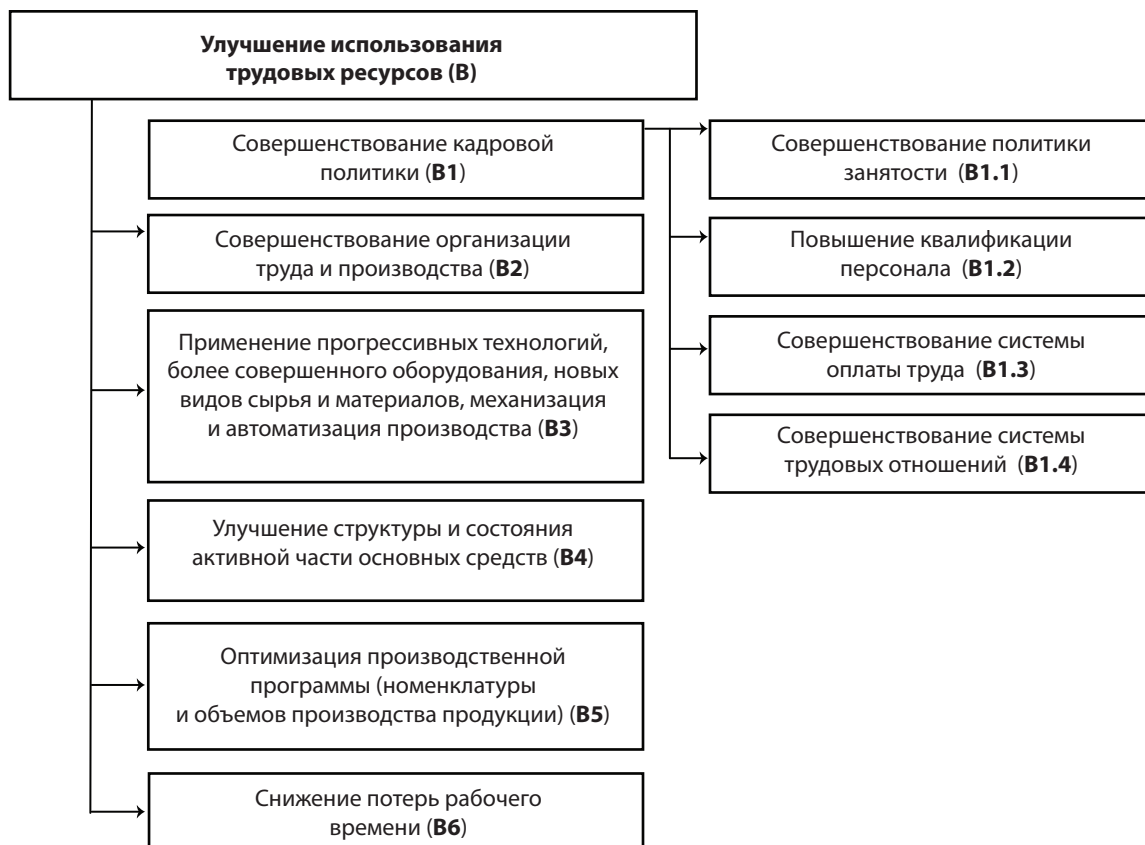 Улучшение использования
трудовых ресурсов (В)
Совершенствование кадровой
политики (В1)
Совершенствование организации
труда и производства (В2)
Применение прогрессивных технологий,
более совершенного оборудования, новых
видов сырья и материалов, механизация
и автоматизация производства (В3)
Улучшение структуры и состояния
активной части основных средств (В4)
Оптимизация производственной
программы (номенклатуры
и объемов производства продукции) (В5)
Снижение потерь рабочего
времени (В6)
Совершенствование политики
занятости (В1.1)
Повышение квалификации
персонала (В1.2)
Совершенствование системы
оплаты труда (В1.3)
Совершенствование системы
трудовых отношений (В1.4)